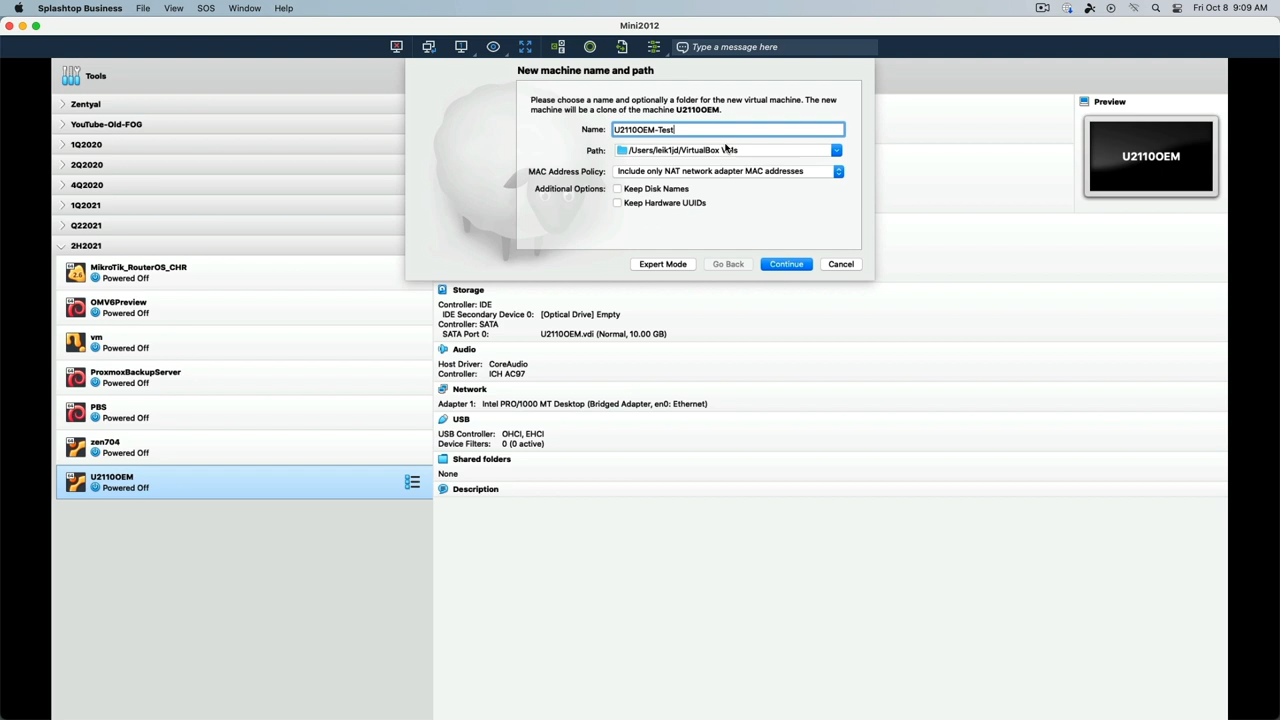 Splashtop Business File View SOS Window Help Fri Oct 8 9:09 AM
Mini2012
Type a message here
Tools
New machine name and path
Please choose a name and optionally a folder for the new virtual machine. The new
machine will be a clone of the machine U2110OEM.
Name: U2110OEM-Test
Path: /Users/leik1jd/VirtualBox VMs
MAC Address Policy: Include only NAT network adapter MAC addresses
Additional Options: Keep Disk Names
Keep Hardware UUIDs
Expert Mode Go Back Continue Cancel
Preview
U2110OEM
Zentyal
YouTube-Old-FOG
1Q2020
2Q2020
4Q2020
1Q2021
Q22021
2H2021
MikroTik_RouterOS_CHR
Powered Off
OMV6Preview
Powered Off
vm
Powered Off
ProxmoxBackupServer
Powered Off
PBS
Powered Off
zen704
Powered Off
U2110OEM
Powered Off
Storage
Controller: IDE
IDE Secondary Device 0: [Optical Drive] Empty
Controller: SATA
SATA Port 0: U2110OEM.vdi (Normal, 10.00 GB)
Audio
Host Driver: CoreAudio
Controller: ICH AC97
Network
Adapter 1: Intel PRO/1000 MT Desktop (Bridged Adapter, en0: Ethernet)
USB
USB Controller: OHCI, EHCI
Device Filters: 0 (0 active)
Shared folders
None
Description